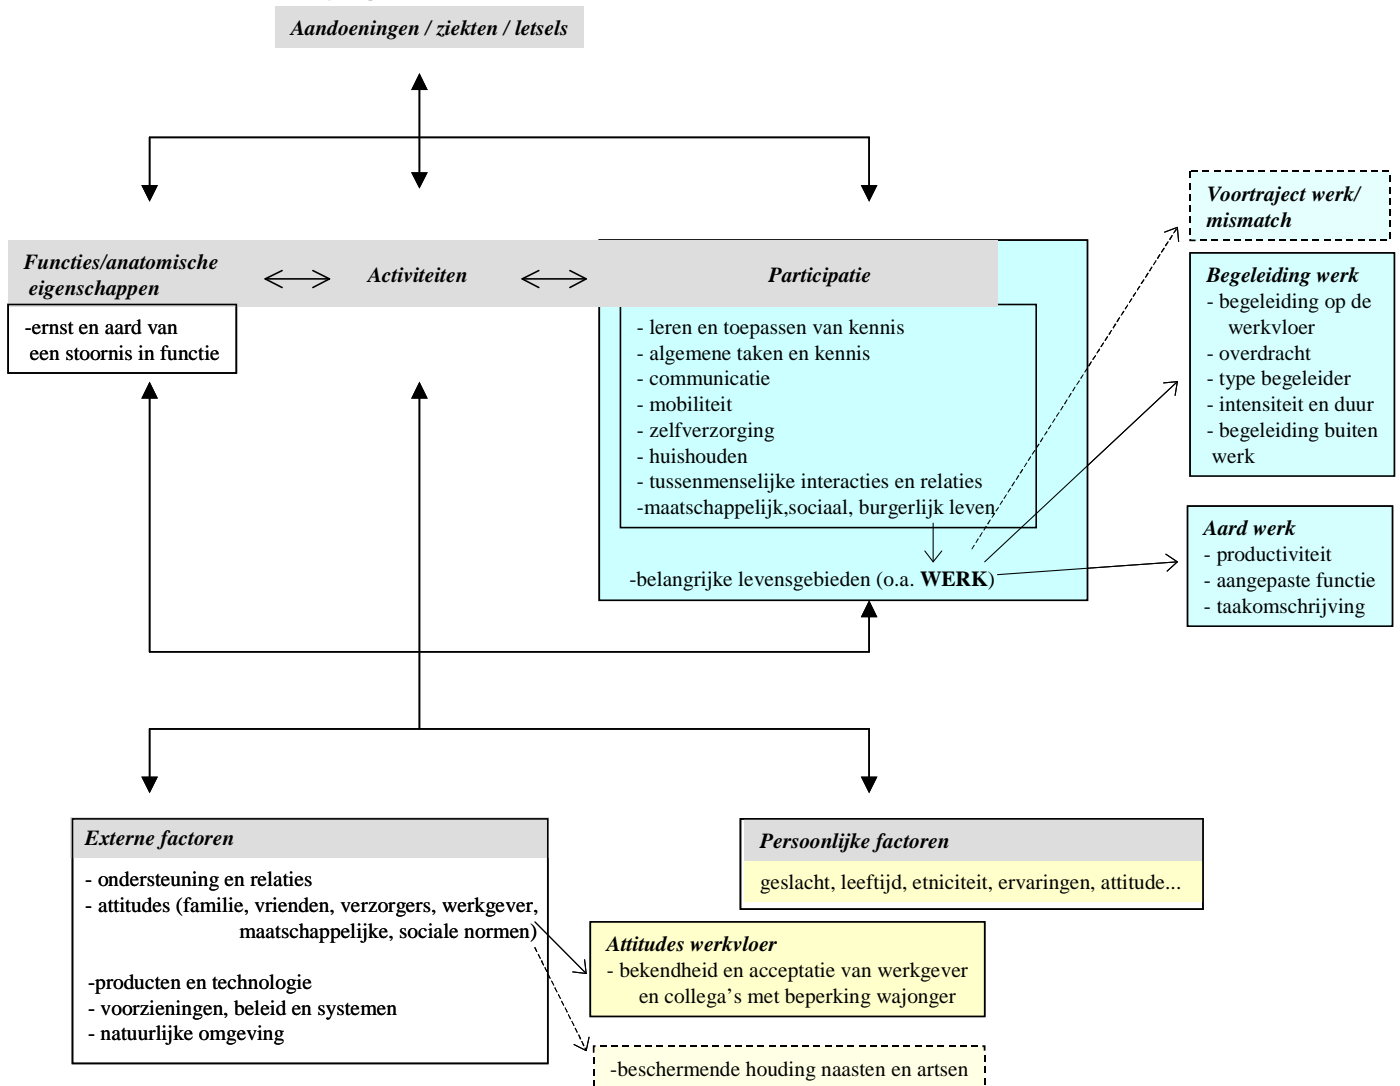 Aandoeningen / ziekten / letsels
Functies/anatomische
eigenschappen
Activiteiten
Participatie
-ernst en aard van
een stoornis in functie
- leren en toepassen van kennis
- algemene taken en kennis
- communicatie
- mobiliteit
- zelfverzorging
- huishouden
- tussenmenselijke interacties en relaties
-maatschappelijk,sociaal, burgerlijk leven
-belangrijke levensgebieden (o.a. WERK)
Voortraject werk/
mismatch
Begeleiding werk
- begeleiding op de
werkvloer
- overdracht
- type begeleider
- intensiteit en duur
- begeleiding buiten
werk
Aard werk
- productiviteit
- aangepaste functie
- taakomschrijving
Externe factoren
- ondersteuning en relaties
- attitudes (familie, vrienden, verzorgers, werkgever,
maatschappelijke, sociale normen)
-producten en technologie
- voorzieningen, beleid en systemen
- natuurlijke omgeving
Persoonlijke factoren
geslacht, leeftijd, etniciteit, ervaringen, attitude...
Attitudes werkvloer
- bekendheid en acceptatie van werkgever
en collega's met beperking wajonger
-beschermende houding naasten en artsen